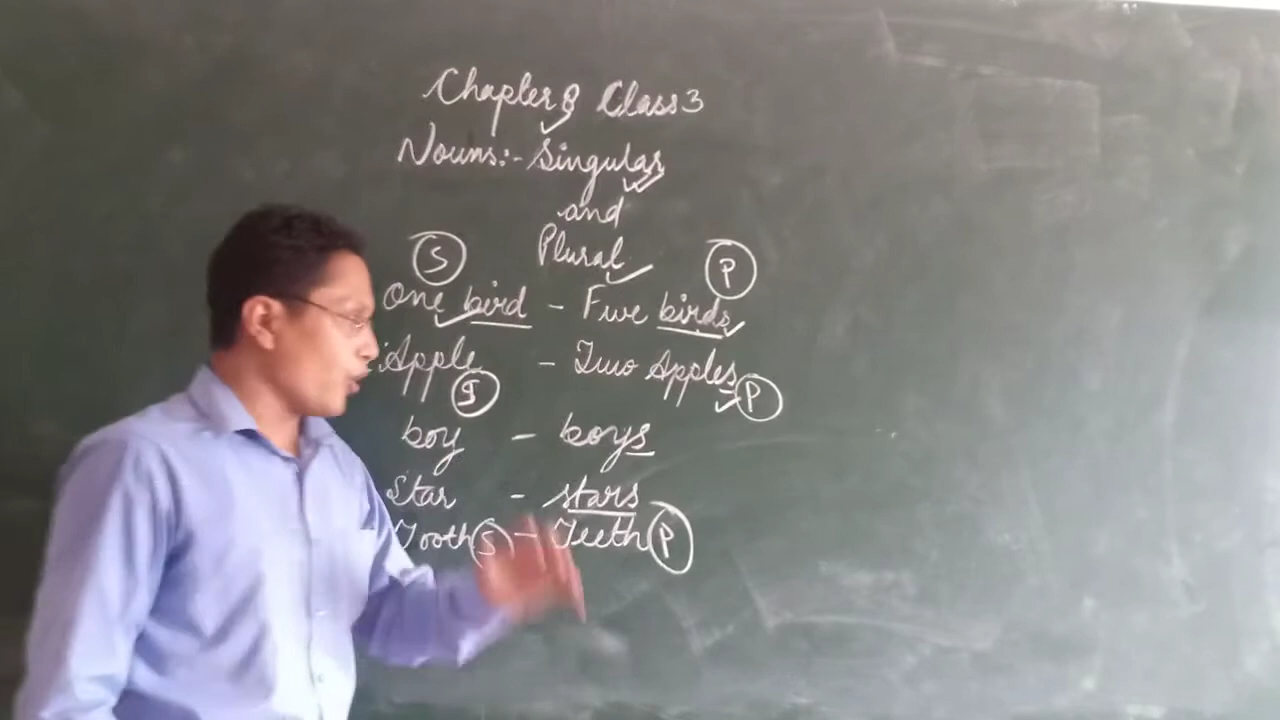 Chapter 8 Class 3
Nouns:- Singular
and
Plural
S P
One bird - Five birds
Apple - Two Apples
S P
boy - boys
Star - stars
Tooth S - Teeth P